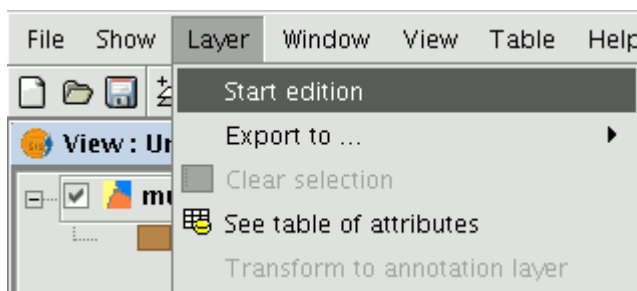 File Show Layer Window View Table Help
Start edition
View : Un
Export to ...
Clear selection
mu
See table of attributes
Transform to annotation layer